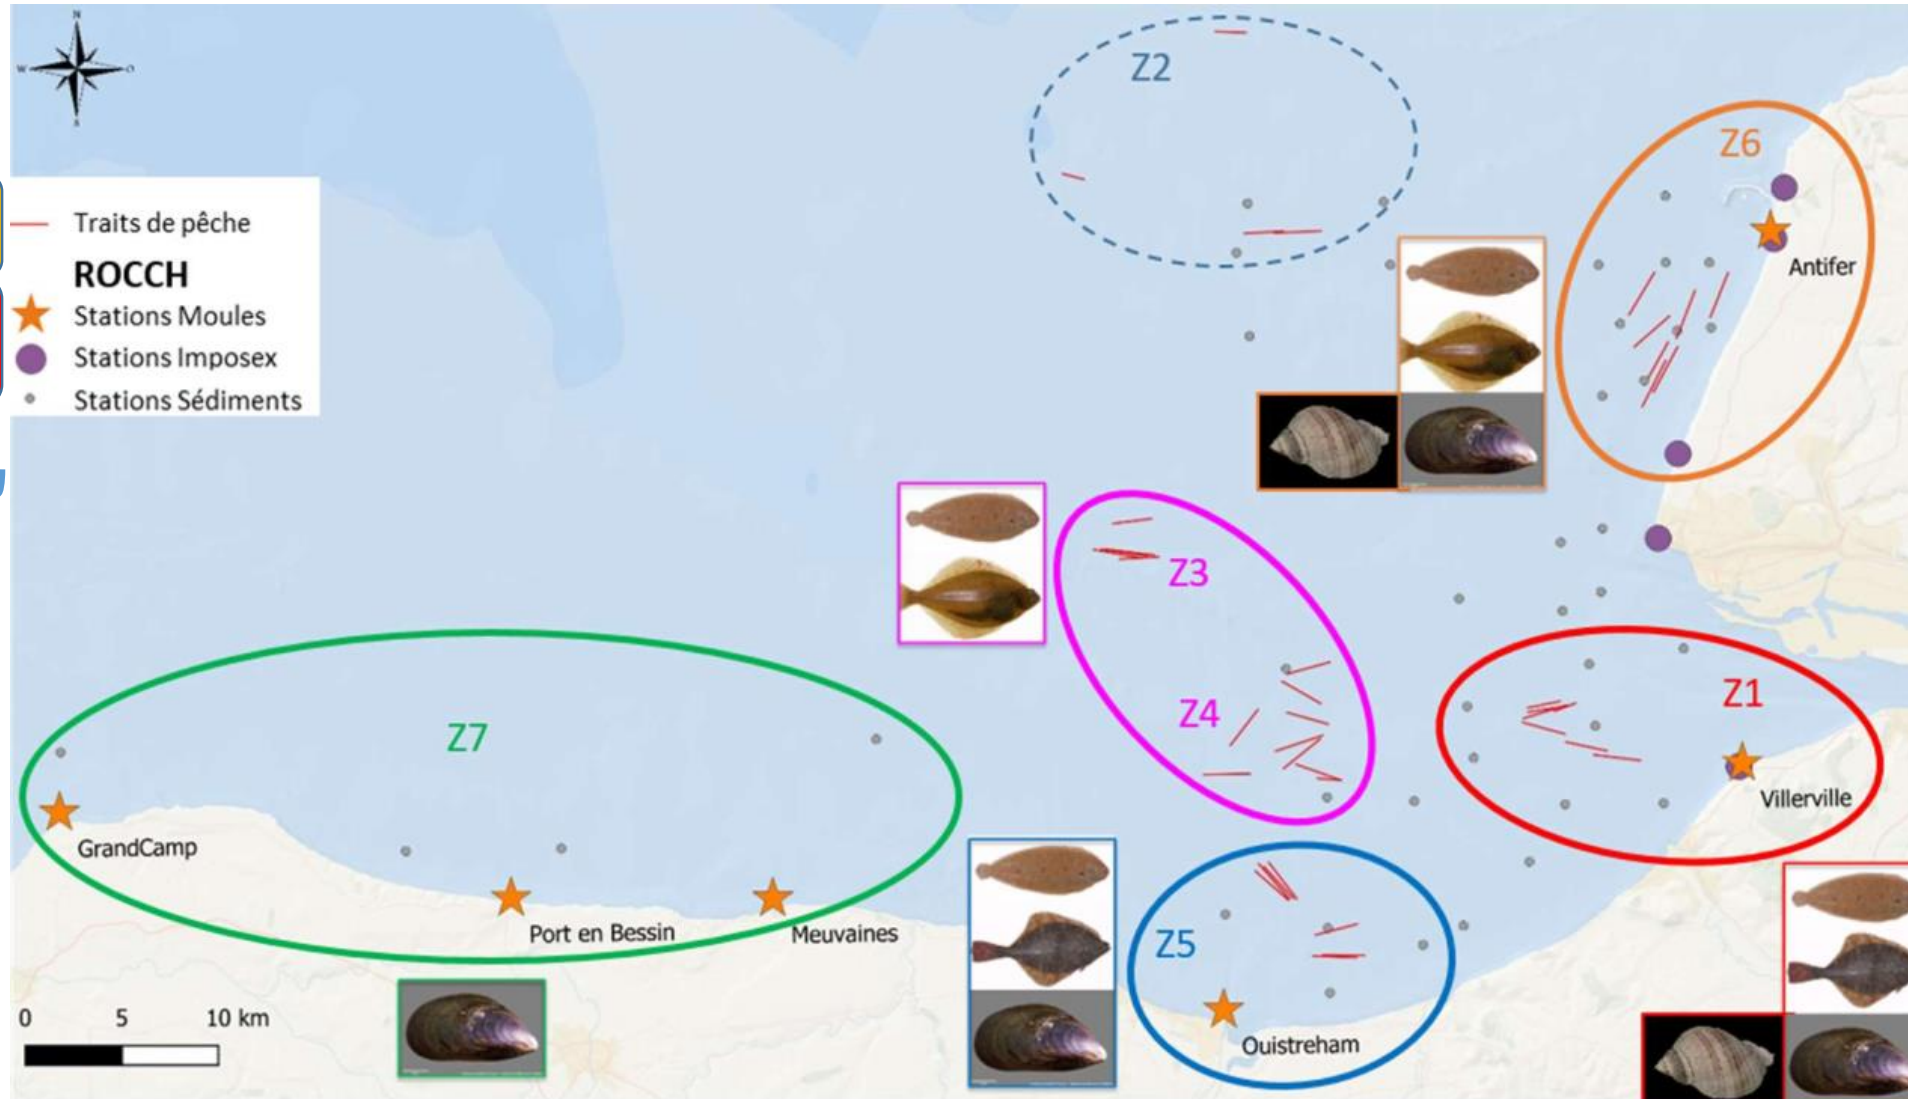 N
W
O
S
Traits de pêche
ROCCH
Stations Moules
Stations Imposex
Stations Sédiments
Z2
Z6
Antifer
Z3
Z4
Z1
Villerville
Z7
GrandCamp
Port en Bessin
Meuvaines
Z5
Ouistreham
0 5 10 km